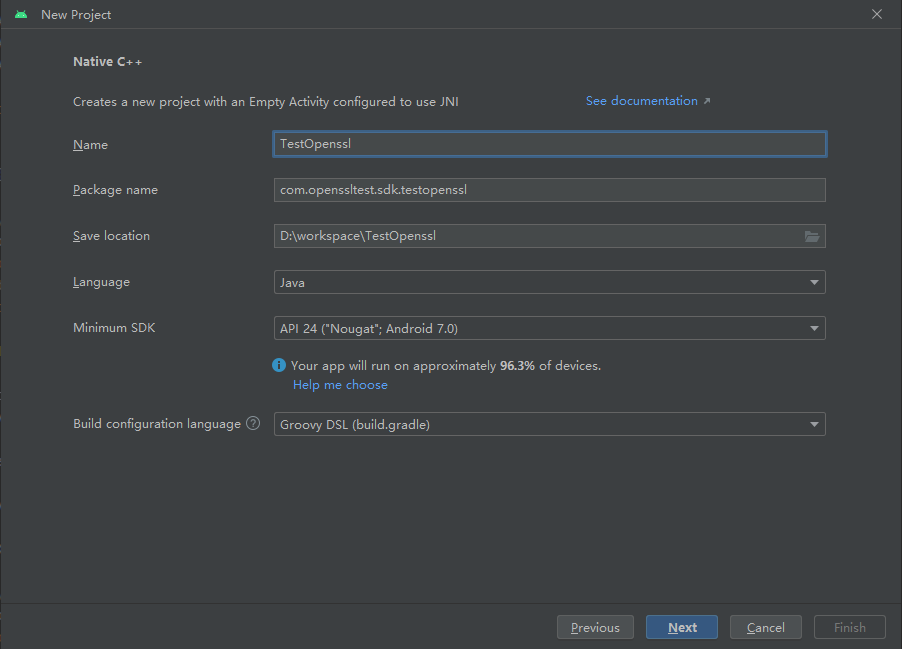 New Project
Native C++
Creates a new project with an Empty Activity configured to use JNI See documentation ↗
Name TestOpenssl
Package name com.openssltest.sdk.testopenssl
Save location D:\workspace\TestOpenssl
Language Java
Minimum SDK API 24 ("Nougat"; Android 7.0)
Your app will run on approximately 96.3% of devices.
Help me choose
Build configuration language ? Groovy DSL (build.gradle)
Previous Next Cancel Finish